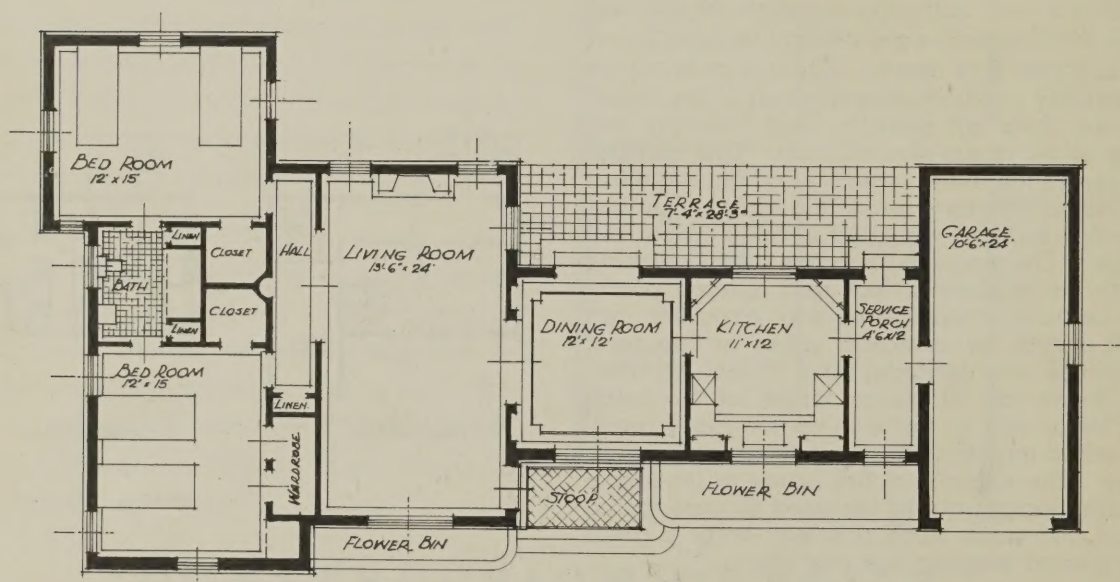 BED ROOM
12' x 15'
LINEN
CLOSET
HALL
BATH
CLOSET
LINEN
BED ROOM
12' x 15
LINEN
WARDROBE
LIVING ROOM
13'-6" x 24'
FLOWER BIN
TERRACE
7'-4" x 28'-3"
DINING ROOM
12' x 12'
STOOP
KITCHEN
11' x 12
FLOWER BIN
SERVICE
PORCH
4'6 x 12
GARAGE
10'-6" x 24'